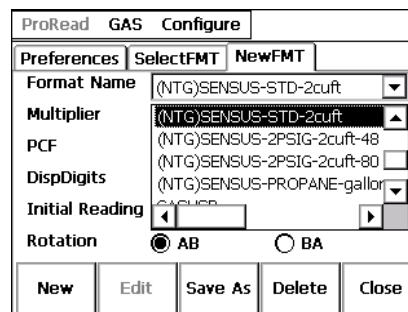 ProRead GAS Configure
Preferences SelectFMT NewFMT
Format Name (NTG)SENSUS-STD-2cuft
Multiplier (NTG)SENSUS-STD-2cuft
(NTG)SENSUS-2PSIG-2cuft-48
PCF
(NTG)SENSUS-2PSIG-2cuft-80
DispDigits (NTG)SENSUS-PROPANE-gallor
Initial Reading
Rotation AB BA
New Edit Save As Delete Close